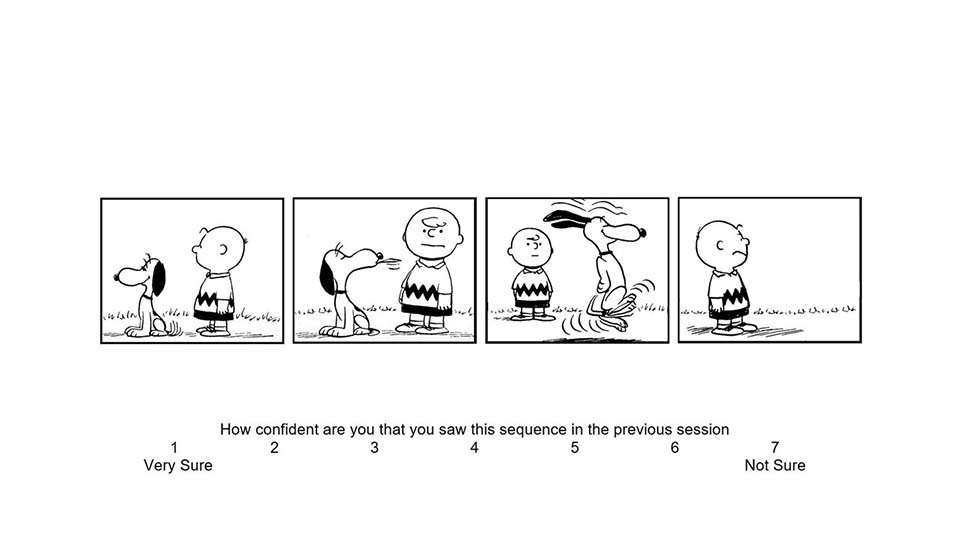 How confident are you that you saw this sequence in the previous session
1 2 3 4 5 6 7
Very Sure Not Sure